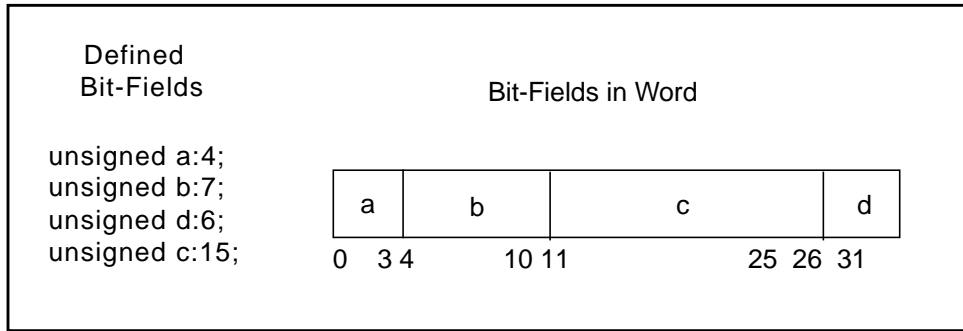 Defined
Bit-Fields
Bit-Fields in Word
unsigned a:4;
unsigned b:7;
unsigned d:6;
unsigned c:15;
a b c d
0 3 4 10 11 25 26 31